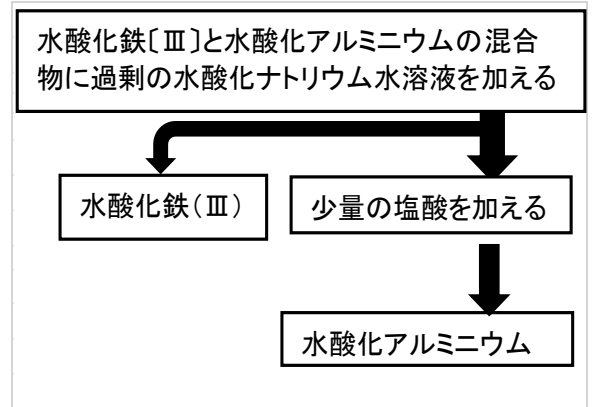 水酸化鉄〔Ⅲ〕と水酸化アルミニウムの混合
物に過剰の水酸化ナトリウム水溶液を加える
水酸化鉄（Ⅲ）
少量の塩酸を加える
水酸化アルミニウム